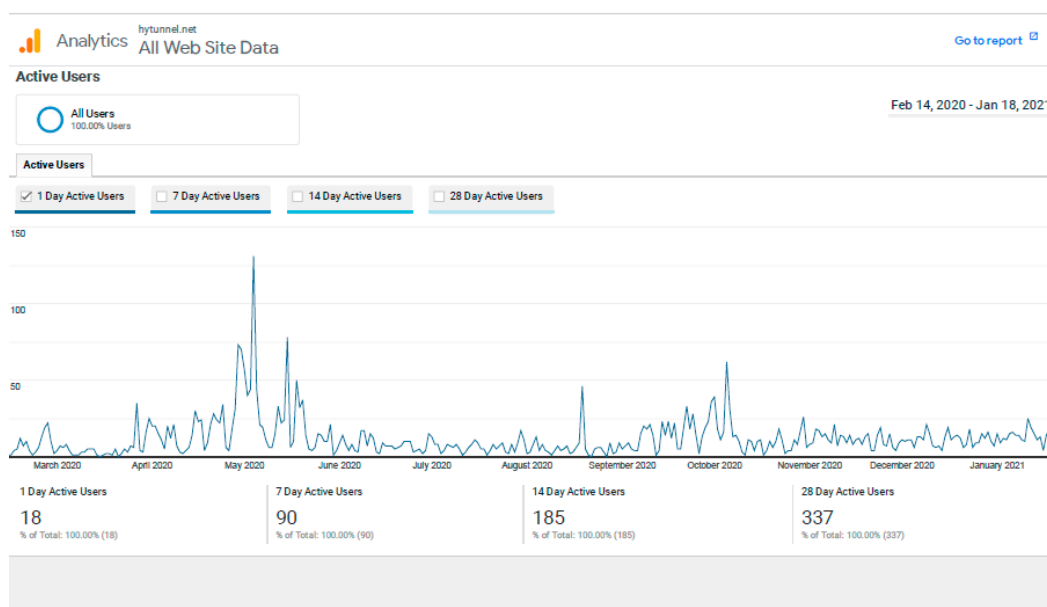 hytunnel.net
Analytics All Web Site Data
Go to report
Active Users
All Users
100.00% Users
Feb 14, 2020 - Jan 18, 2021
Active Users
1 Day Active Users 7 Day Active Users 14 Day Active Users 28 Day Active Users
150
100
50
March 2020 April 2020 May 2020 June 2020 July 2020 August 2020 September 2020 October 2020 November 2020 December 2020 January 2021
1 Day Active Users 7 Day Active Users 14 Day Active Users 28 Day Active Users
18 90 185 337
% of Total: 100.00% (18) % of Total: 100.00% (90) % of Total: 100.00% (185) % of Total: 100.00% (337)